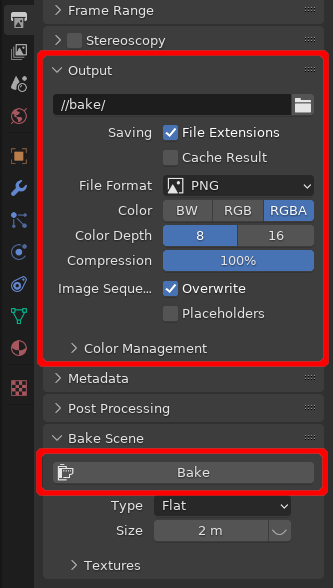 Frame Range
Stereoscopy
Output
//bake/
Saving File Extensions
Cache Result
File Format PNG
Color BW RGB RGBA
Color Depth 8 16
Compression 100%
Image Seque... Overwrite
Placeholders
Color Management
Metadata
Post Processing
Bake Scene
Bake
Type Flat
Size 2 m
Textures